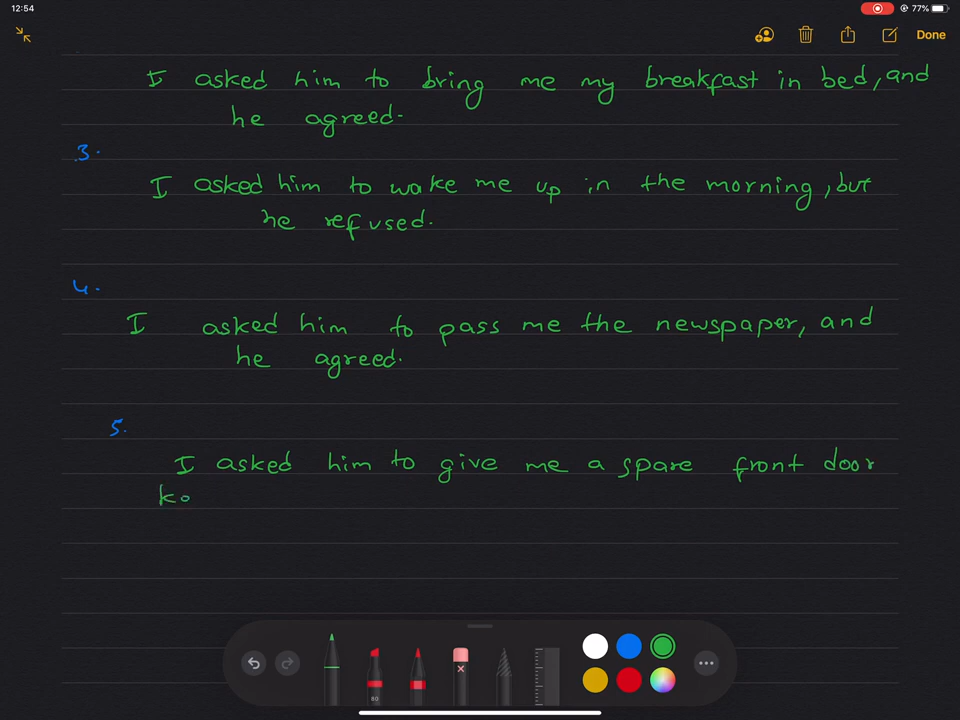 12:54
77%
Done
I asked him to bring me my breakfast in bed, and
he agreed.
3.
I asked him to wake me up in the morning, but
he refused.
4.
I asked him to pass me the newspaper, and
he agreed.
5.
I asked him to give me a spare front door
80